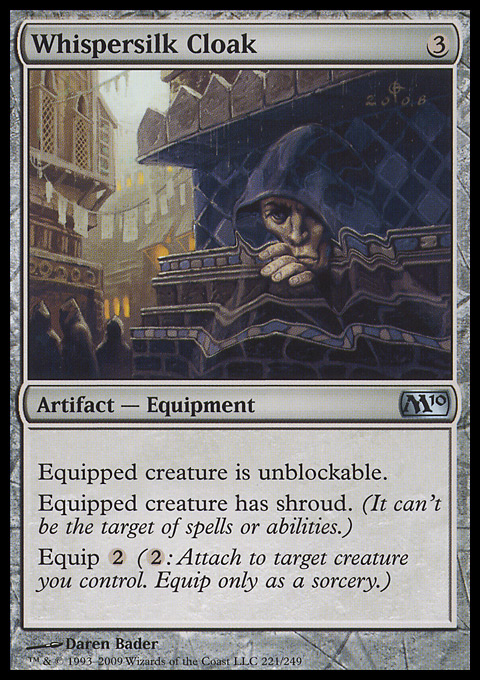 Whispersilk Cloak 3
2006
Artifact — Equipment M10
Equipped creature is unblockable.
Equipped creature has shroud. (It can't
be the target of spells or abilities.)
Equip 2 (2: Attach to target creature
you control. Equip only as a sorcery.)
Daren Bader
™ & © 1993–2009 Wizards of the Coast LLC 221/249